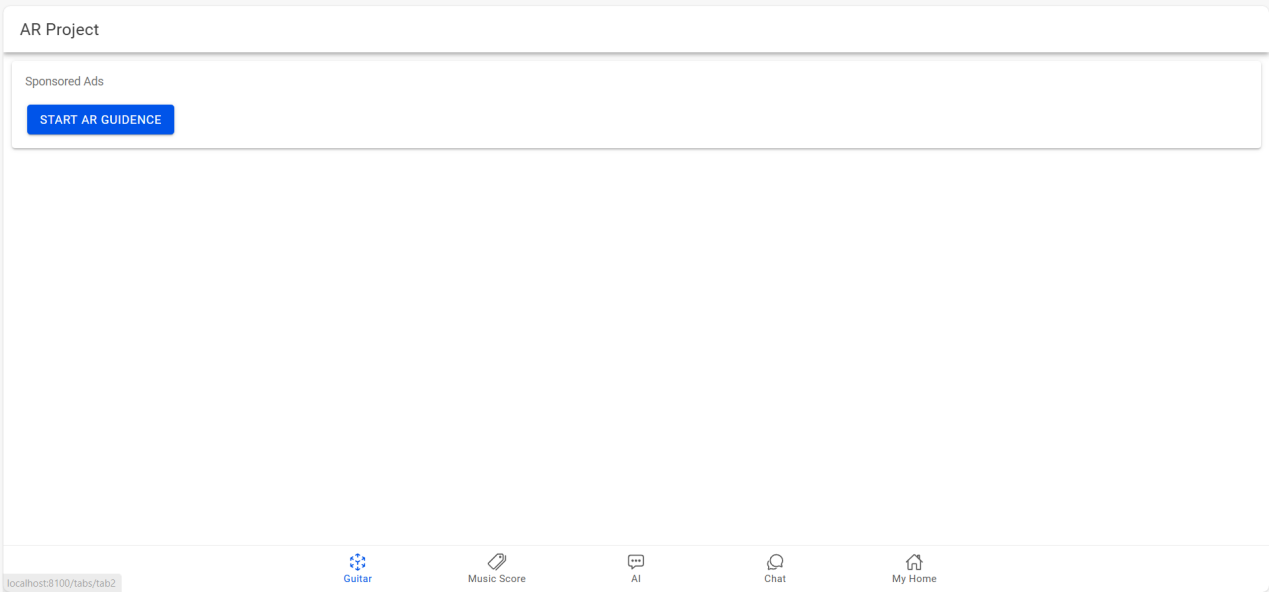 AR Project
Sponsored Ads
START AR GUIDENCE
Guitar
Music Score
AI
Chat
My Home
localhost:8100/tabs/tab2